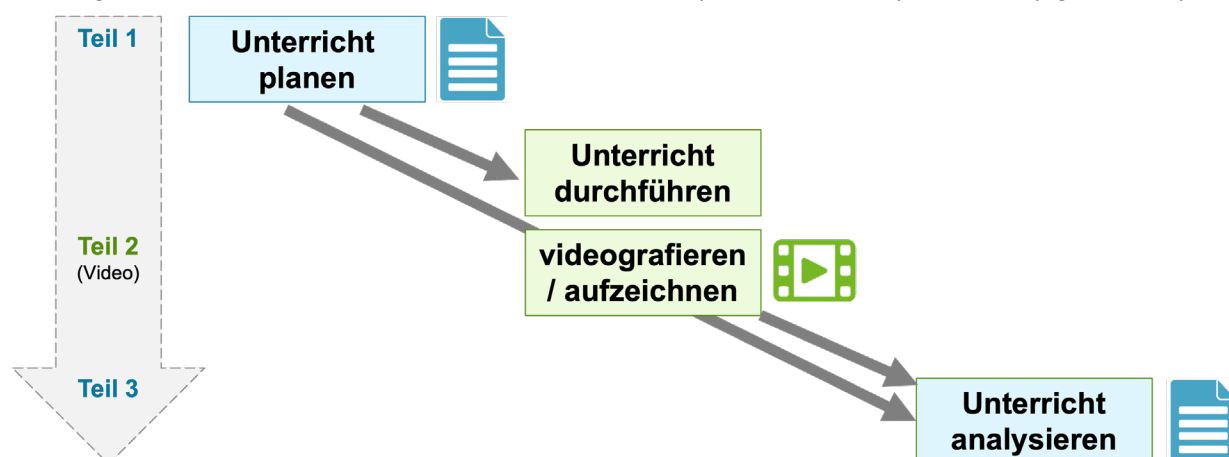 Teil 1
Unterricht
planen
Unterricht
durchführen
Teil 2
(Video)
videografieren
/ aufzeichnen
Teil 3
Unterricht
analysieren